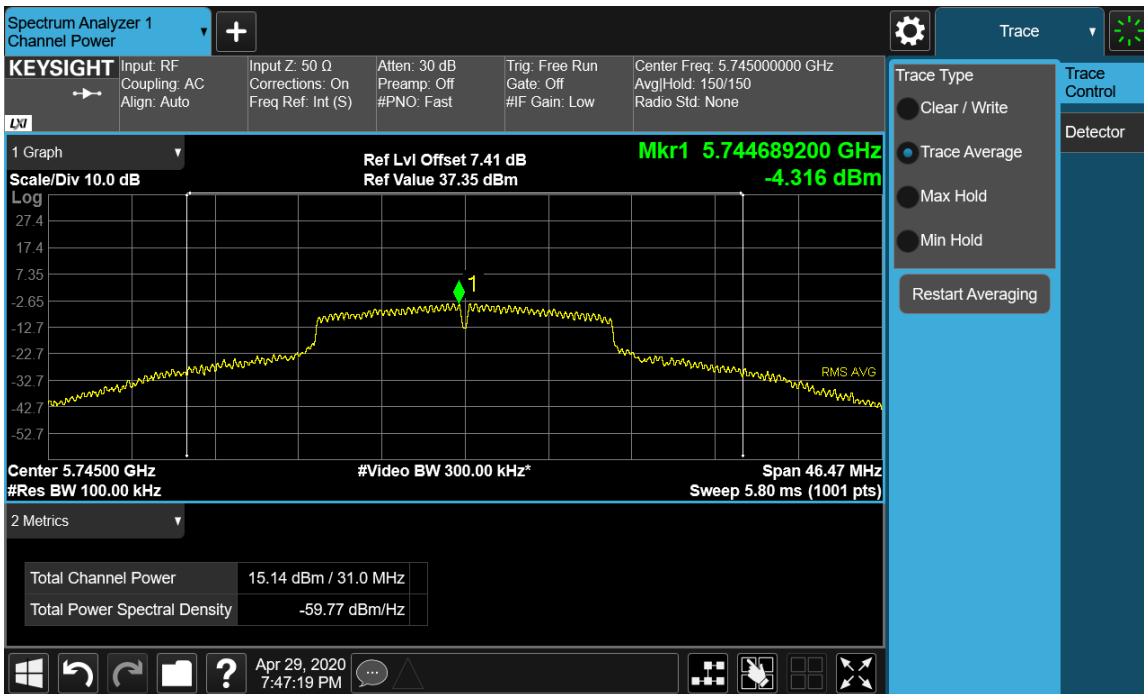 Spectrum Analyzer 1
Channel Power
+
Trace
KEYSIGHT
Input: RF
Coupling: AC
Align: Auto
Input Z: 50 Ω
Corrections: On
Freq Ref: Int (S)
Atten: 30 dB
Preamp: Off
#PNO: Fast
Trig: Free Run
Gate: Off
#IF Gain: Low
Center Freq: 5.745000000 GHz
Avg|Hold: 150/150
Radio Std: None
LXI
Trace Type
Clear / Write
Trace Average
Max Hold
Min Hold
Restart Averaging
Trace
Control
Detector
1 Graph
Scale/Div 10.0 dB
Ref Lvl Offset 7.41 dB
Ref Value 37.35 dBm
Mkr1 5.744689200 GHz
-4.316 dBm
Log
27.4
17.4
7.35
-2.65
-12.7
-22.7
-32.7
-42.7
-52.7
1
RMS AVG
Center 5.74500 GHz
#Res BW 100.00 kHz
#Video BW 300.00 kHz*
Span 46.47 MHz
Sweep 5.80 ms (1001 pts)
2 Metrics
Total Channel Power 15.14 dBm / 31.0 MHz
Total Power Spectral Density -59.77 dBm/Hz
?
Apr 29, 2020
7:47:19 PM